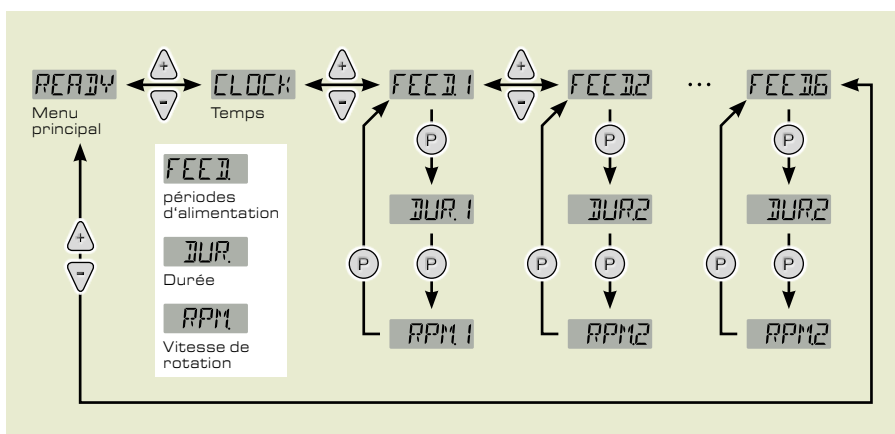 READY
+
-
CLOCK
+
-
FEED.1
+
-
FEED.2
...
FEED.6
Menu
principal
Temps
P
P
P
FEED.
périodes
d'alimentation
DUR.1
DUR.2
DUR.2
+
-
DUR.
Durée
P
P
P
P
P
P
RPM.
Vitesse de
rotation
RPM.1
RPM.2
RPM.2